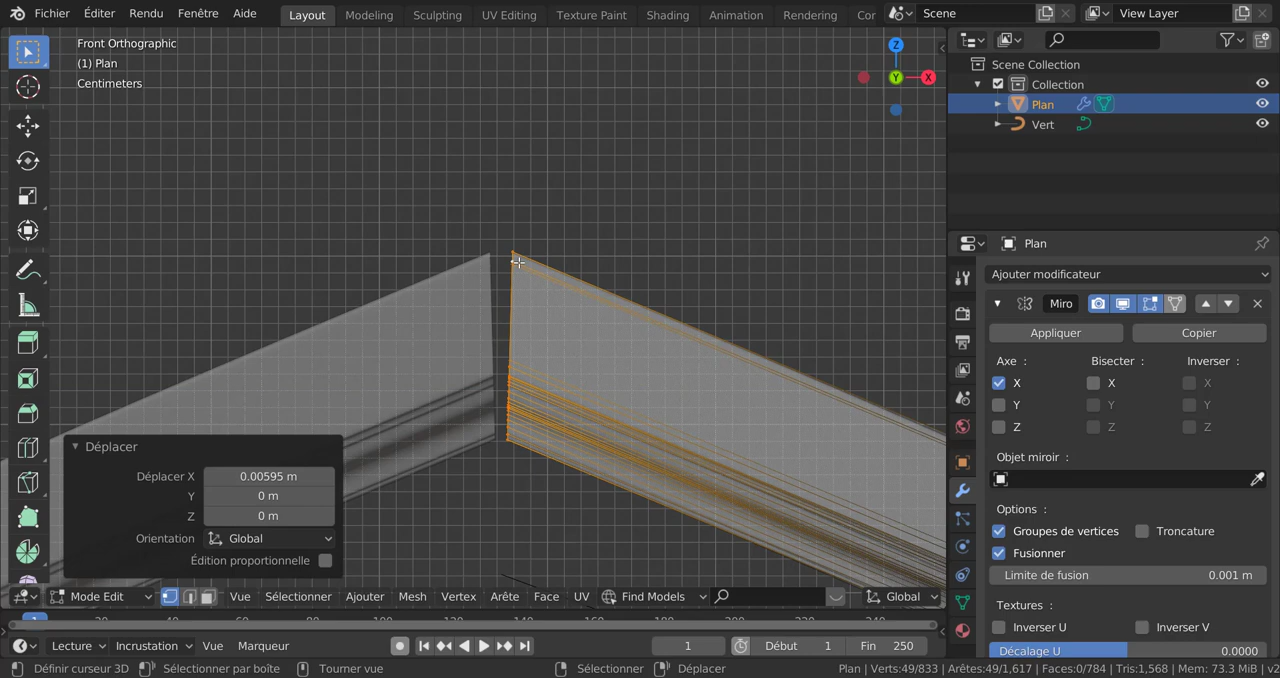 Fichier Éditer Rendu Fenêtre Aide Layout Modeling Sculpting UV Editing Texture Paint Shading Animation Rendering Cor Scene View Layer
Front Orthographic
(1) Plan
Centimeters
Z
Y
X
Scene Collection
Collection
Plan
Vert
Plan
Ajouter modificateur
Miro
Appliquer Copier
Axe : Bisecter : Inverser :
X X X
Y Y Y
Z Z Z
Objet miroir :
Options :
Groupes de vertices Troncature
Fusionner
Limite de fusion 0.001 m
Textures :
Inverser U Inverser V
Décalage U 0.0000
Déplacer
Déplacer X 0.00595 m
Y 0 m
Z 0 m
Orientation Global
Édition proportionnelle
Mode Edit Vue Sélectionner Ajouter Mesh Vertex Arête Face UV Find Models Global
Lecture Incrustation Vue Marqueur 1 Début 1 Fin 250
Définir curseur 3D Sélectionner par boîte Tourner vue Sélectionner Déplacer Plan | Verts:49/833 | Arêtes:49/1,617 | Faces:0/784 | Tris:1,568 | Mem: 73.3 MiB | v2